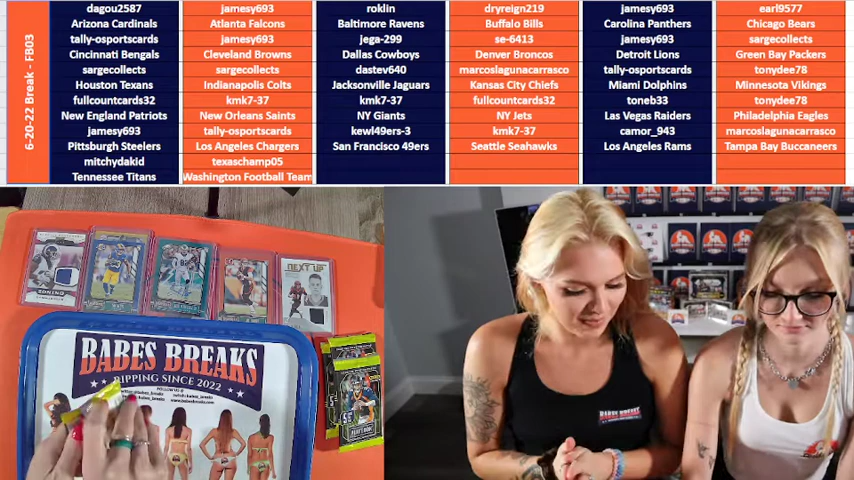 6-20-22 Break - FB03
dagou2587 jamesy693 roklin dryreign219 jamesy693 earl9577
Arizona Cardinals Atlanta Falcons Baltimore Ravens Buffalo Bills Carolina Panthers Chicago Bears
tally-osportscards jamesy693 jega-299 se-6413 jamesy693 sargecollects
Cincinnati Bengals Cleveland Browns Dallas Cowboys Denver Broncos Detroit Lions Green Bay Packers
sargecollects sargecollects dastev640 marcoslagunacarrasco tally-osportscards tonydee78
Houston Texans Indianapolis Colts Jacksonville Jaguars Kansas City Chiefs Miami Dolphins Minnesota Vikings
fullcountcards32 kmk7-37 kmk7-37 fullcountcards32 toneb33 tonydee78
New England Patriots New Orleans Saints NY Giants NY Jets Las Vegas Raiders Philadelphia Eagles
jamesy693 tally-osportscards kewl49ers-3 kmk7-37 camor_943 marcoslagunacarrasco
Pittsburgh Steelers Los Angeles Chargers San Francisco 49ers Seattle Seahawks Los Angeles Rams Tampa Bay Buccaneers
mitchydakid texaschamp05
Tennessee Titans Washington Football Team
NEXT UP
BABES BREAKS
RIPPING SINCE 2022
BABES BREAKS